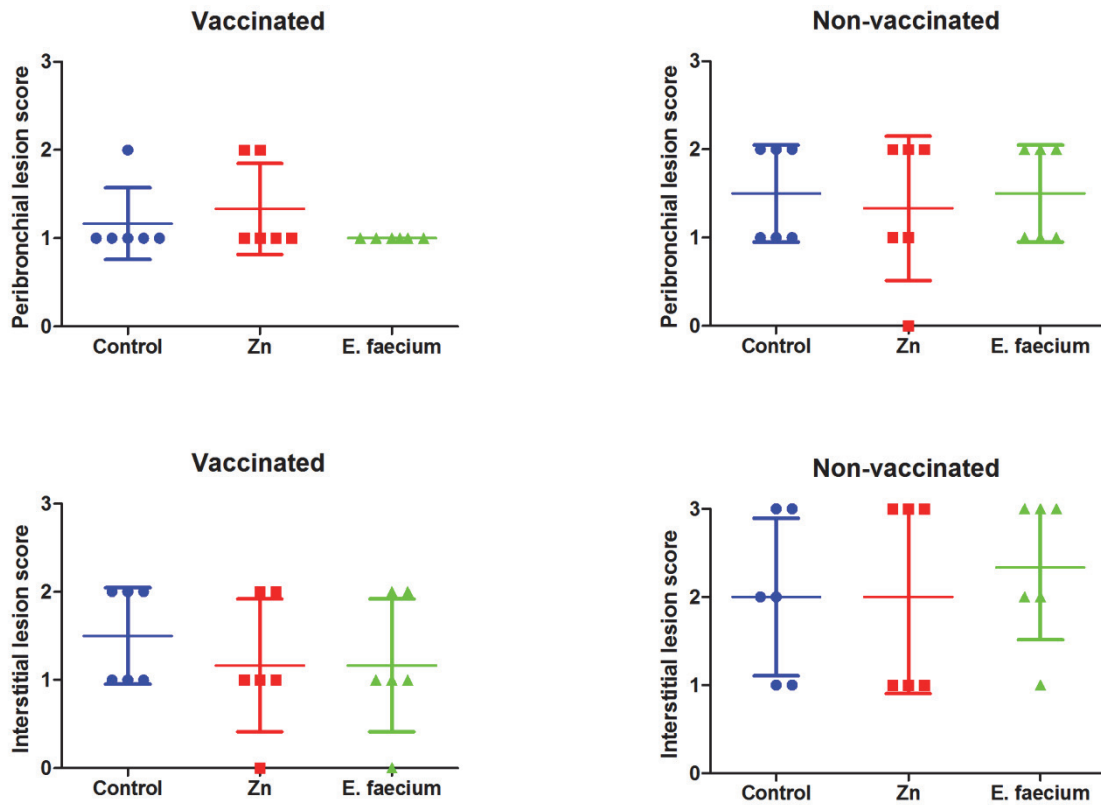 Vaccinated
Peribronchial lesion score
3
2
1
0
Control Zn E. faecium
Non-vaccinated
Peribronchial lesion score
3
2
1
0
Control Zn E. faecium
Vaccinated
Interstitial lesion score
3
2
1
0
Control Zn E. faecium
Non-vaccinated
Interstitial lesion score
3
2
1
0
Control Zn E. faecium